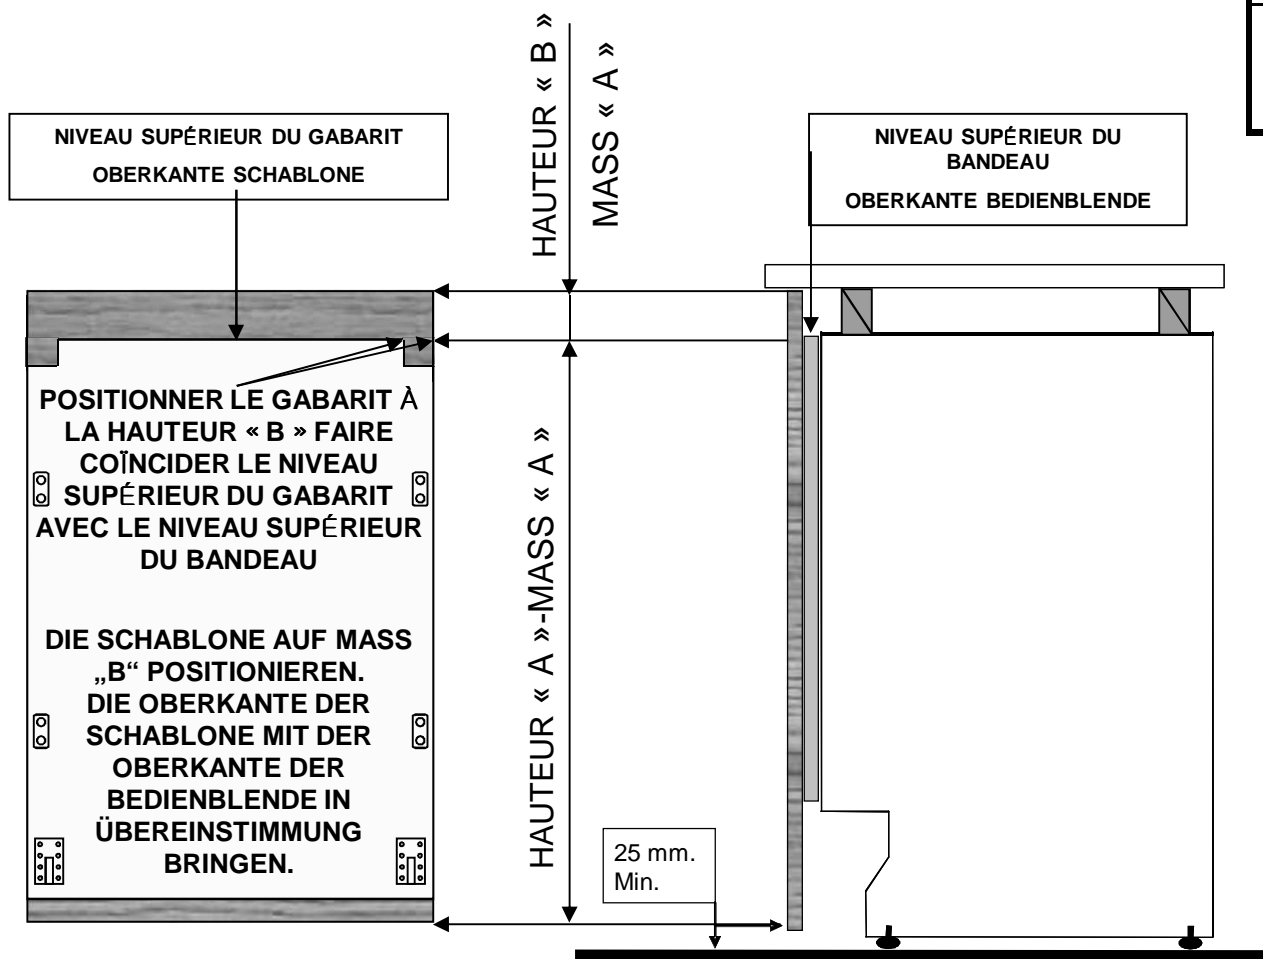 HAUTEUR « B »
MASS « A »
NIVEAU SUPÉRIEUR DU GABARIT
OBERKANTE SCHABLONE
NIVEAU SUPÉRIEUR DU
BANDEAU
OBERKANTE BEDIENBLENDE
POSITIONNER LE GABARIT À
LA HAUTEUR « B » FAIRE
COÏNCIDER LE NIVEAU
SUPÉRIEUR DU GABARIT
AVEC LE NIVEAU SUPÉRIEUR
DU BANDEAU
DIE SCHABLONE AUF MASS
„B“ POSITIONIEREN.
DIE OBERKANTE DER
SCHABLONE MIT DER
OBERKANTE DER
BEDIENBLENDE IN
ÜBEREINSTIMMUNG
BRINGEN.
HAUTEUR « A »-MASS « A »
25 mm.
Min.